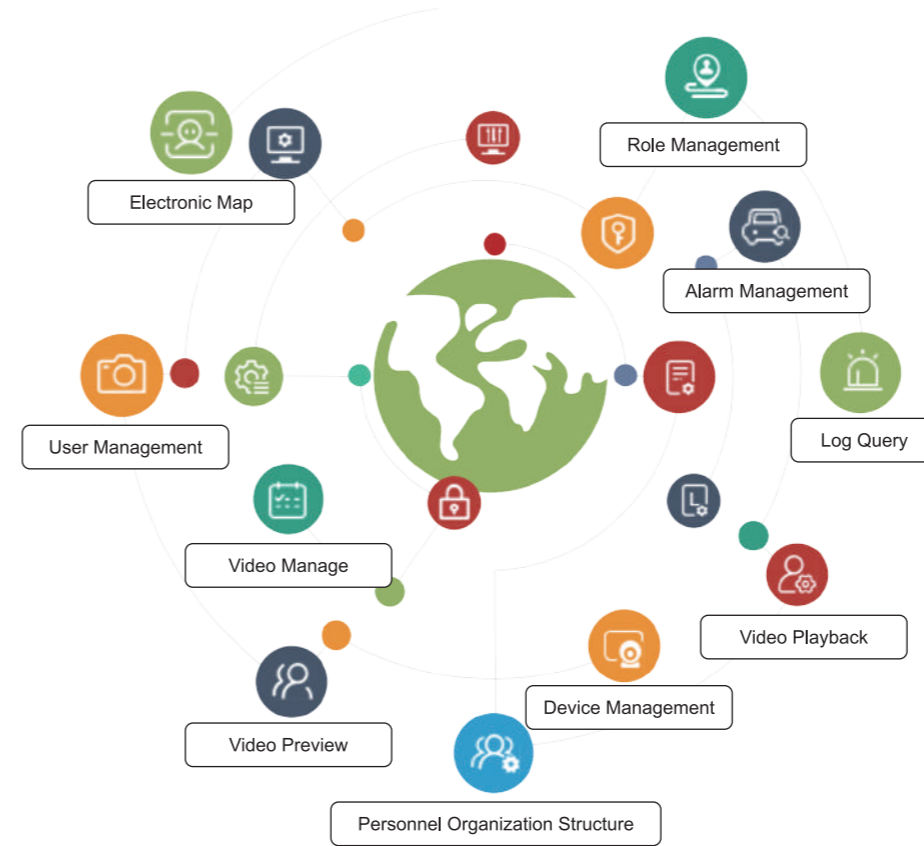 Role Management
Electronic Map
Alarm Management
User Management
Log Query
Video Manage
Video Playback
Device Management
Video Preview
Personnel Organization Structure